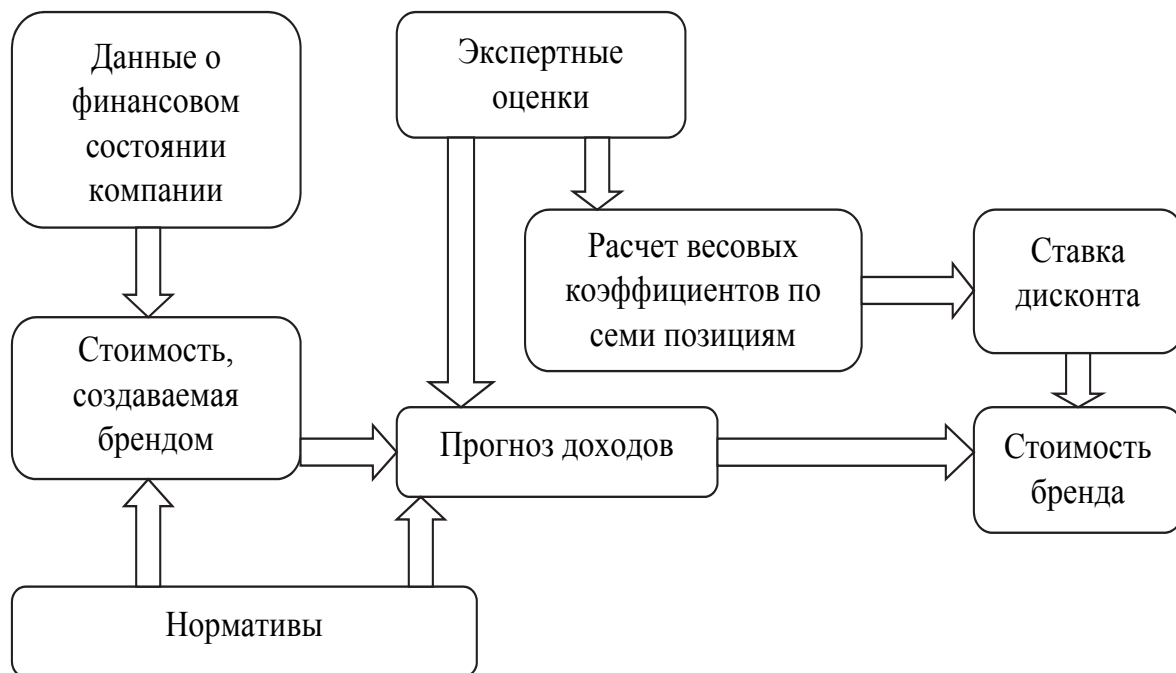 Данные о
финансовом
состоянии
компании
Экспертные
оценки
Расчет весовых
коэффициентов по
семи позициям
Ставка
дисконта
Стоимость,
создаваемая
брендом
Прогноз доходов
Стоимость
бренда
Нормативы